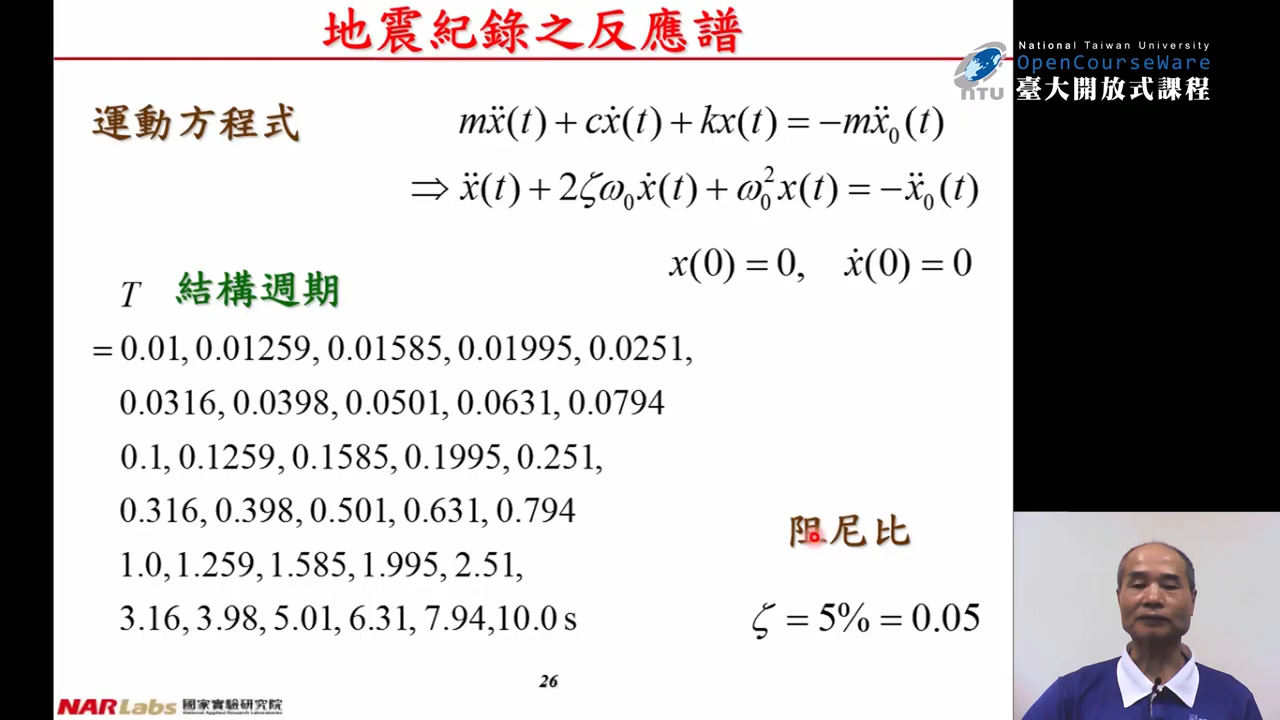 地震紀錄之反應譜
National Taiwan University
OpenCourseWare
臺大開放式課程
NTU
運動方程式
mẍ(t) + cẋ(t) + kx(t) = −mẍ₀(t)
⇒ ẍ(t) + 2ζω₀ẋ(t) + ω₀²x(t) = −ẍ₀(t)
x(0) = 0, ẋ(0) = 0
T 結構週期
= 0.01, 0.01259, 0.01585, 0.01995, 0.0251,
0.0316, 0.0398, 0.0501, 0.0631, 0.0794
0.1, 0.1259, 0.1585, 0.1995, 0.251,
0.316, 0.398, 0.501, 0.631, 0.794
1.0, 1.259, 1.585, 1.995, 2.51,
3.16, 3.98, 5.01, 6.31, 7.94, 10.0 s
阻尼比
ζ = 5% = 0.05
26
NARLabs 國家實驗研究院
National Applied Research Laboratories